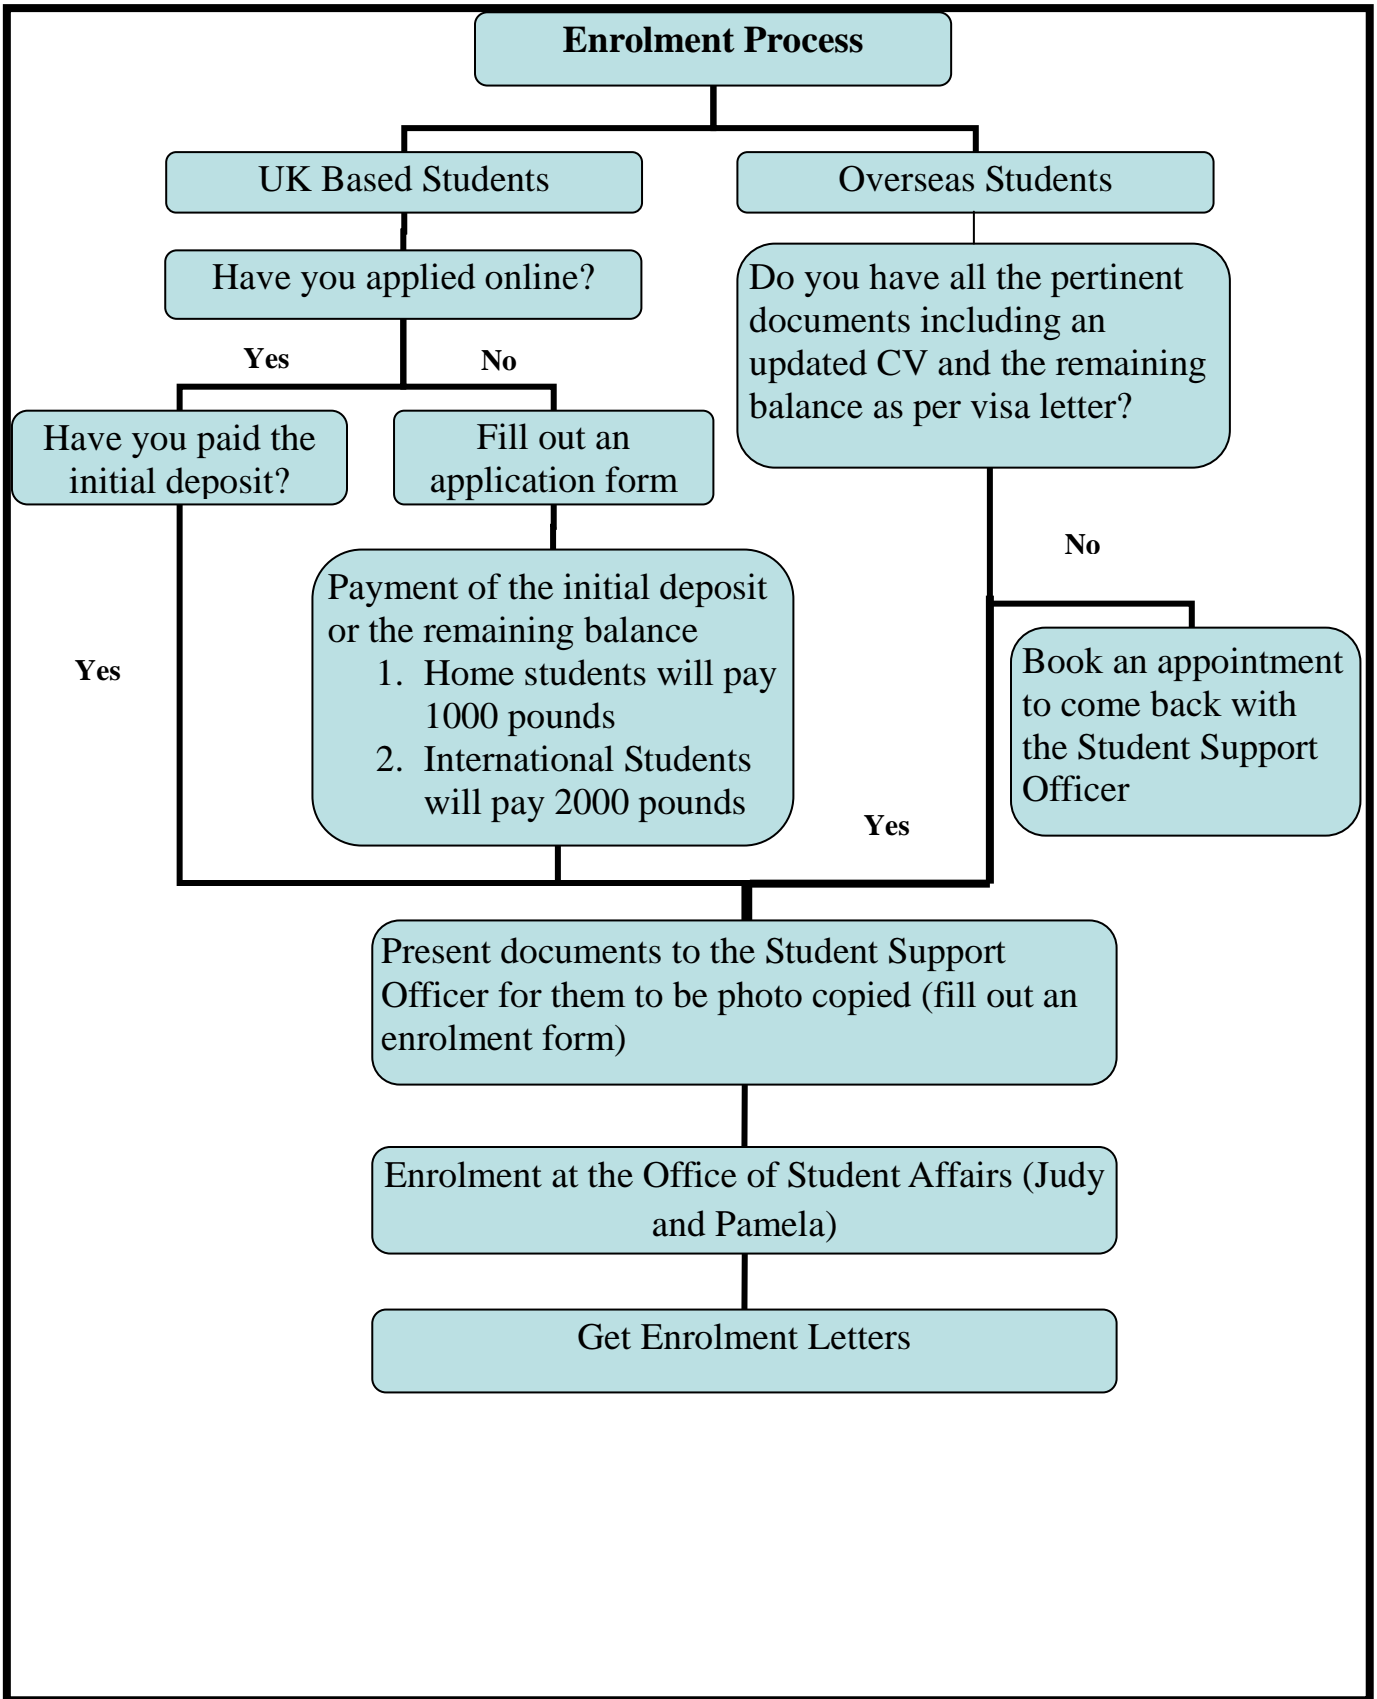 Enrolment Process
UK Based Students
Overseas Students
Have you applied online?
Do you have all the pertinent
documents including an
updated CV and the remaining
balance as per visa letter?
Yes
No
Have you paid the
initial deposit?
Fill out an
application form
No
Payment of the initial deposit
or the remaining balance
1. Home students will pay
1000 pounds
2. International Students
will pay 2000 pounds
Yes
Book an appointment
to come back with
the Student Support
Officer
Yes
Present documents to the Student Support
Officer for them to be photo copied (fill out an
enrolment form)
Enrolment at the Office of Student Affairs (Judy
and Pamela)
Get Enrolment Letters